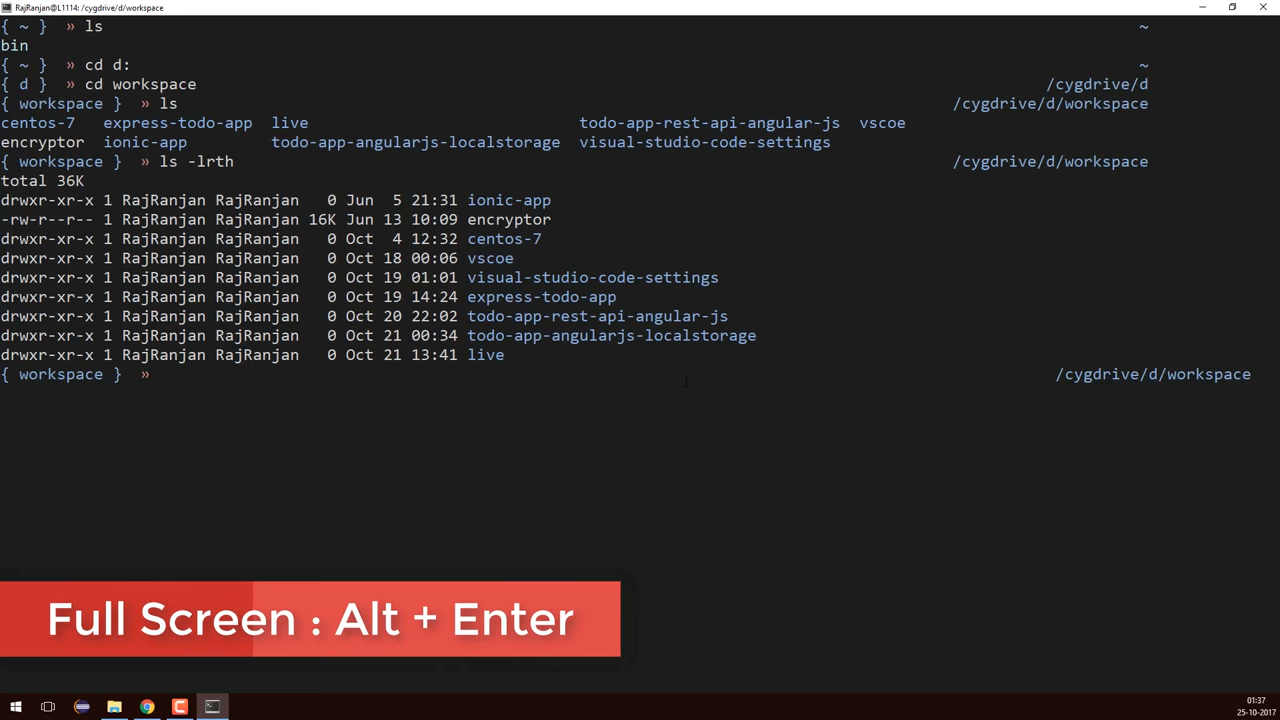 RajRanjan@L1114: /cygdrive/d/workspace
{ ~ } » ls ~
bin
{ ~ } » cd d: ~
{ d } » cd workspace /cygdrive/d
{ workspace } » ls /cygdrive/d/workspace
centos-7 express-todo-app live todo-app-rest-api-angular-js vscoe
encryptor ionic-app todo-app-angularjs-localstorage visual-studio-code-settings
{ workspace } » ls -lrth /cygdrive/d/workspace
total 36K
drwxr-xr-x 1 RajRanjan RajRanjan 0 Jun 5 21:31 ionic-app
-rw-r--r-- 1 RajRanjan RajRanjan 16K Jun 13 10:09 encryptor
drwxr-xr-x 1 RajRanjan RajRanjan 0 Oct 4 12:32 centos-7
drwxr-xr-x 1 RajRanjan RajRanjan 0 Oct 18 00:06 vscoe
drwxr-xr-x 1 RajRanjan RajRanjan 0 Oct 19 01:01 visual-studio-code-settings
drwxr-xr-x 1 RajRanjan RajRanjan 0 Oct 19 14:24 express-todo-app
drwxr-xr-x 1 RajRanjan RajRanjan 0 Oct 20 22:02 todo-app-rest-api-angular-js
drwxr-xr-x 1 RajRanjan RajRanjan 0 Oct 21 00:34 todo-app-angularjs-localstorage
drwxr-xr-x 1 RajRanjan RajRanjan 0 Oct 21 13:41 live
{ workspace } » /cygdrive/d/workspace
Full Screen : Alt + Enter
01:37
25-10-2017